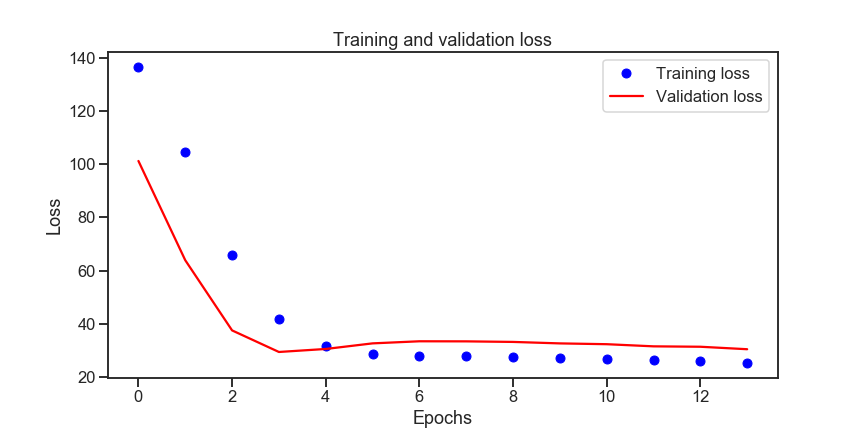 Training and validation loss
140
120
100
80
60
40
20
Loss
Training loss
Validation loss
0 2 4 6 8 10 12
Epochs